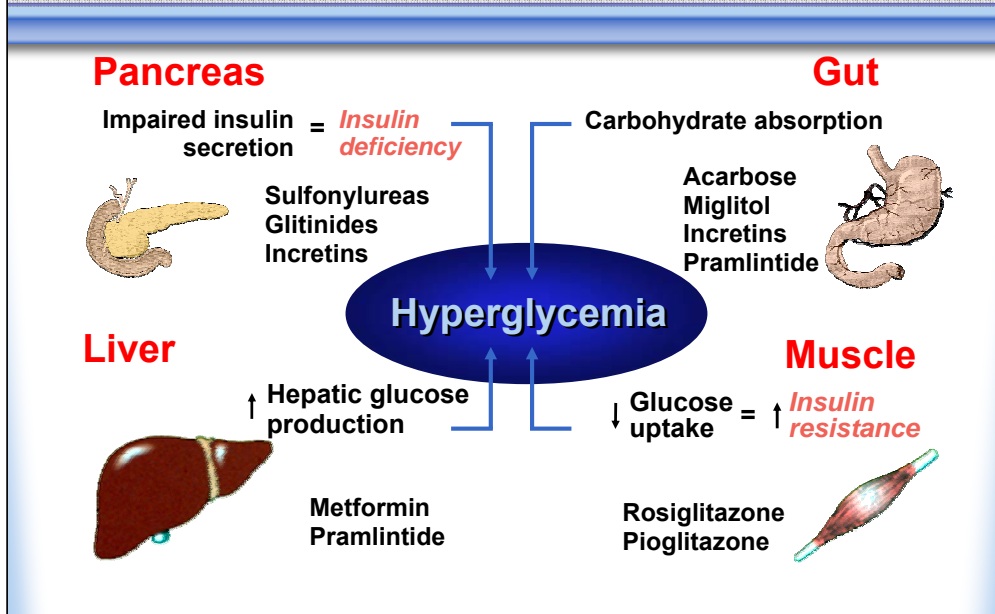 Pancreas
Impaired insulin
secretion
=
Insulin
deficiency
Sulfonylureas
Glitinides
Incretins
Gut
Carbohydrate absorption
Acarbose
Miglitol
Incretins
Pramlintide
Hyperglycemia
Liver
↑ Hepatic glucose
production
Metformin
Pramlintide
Muscle
↓ Glucose
uptake
= ↑
Insulin
resistance
Rosiglitazone
Pioglitazone